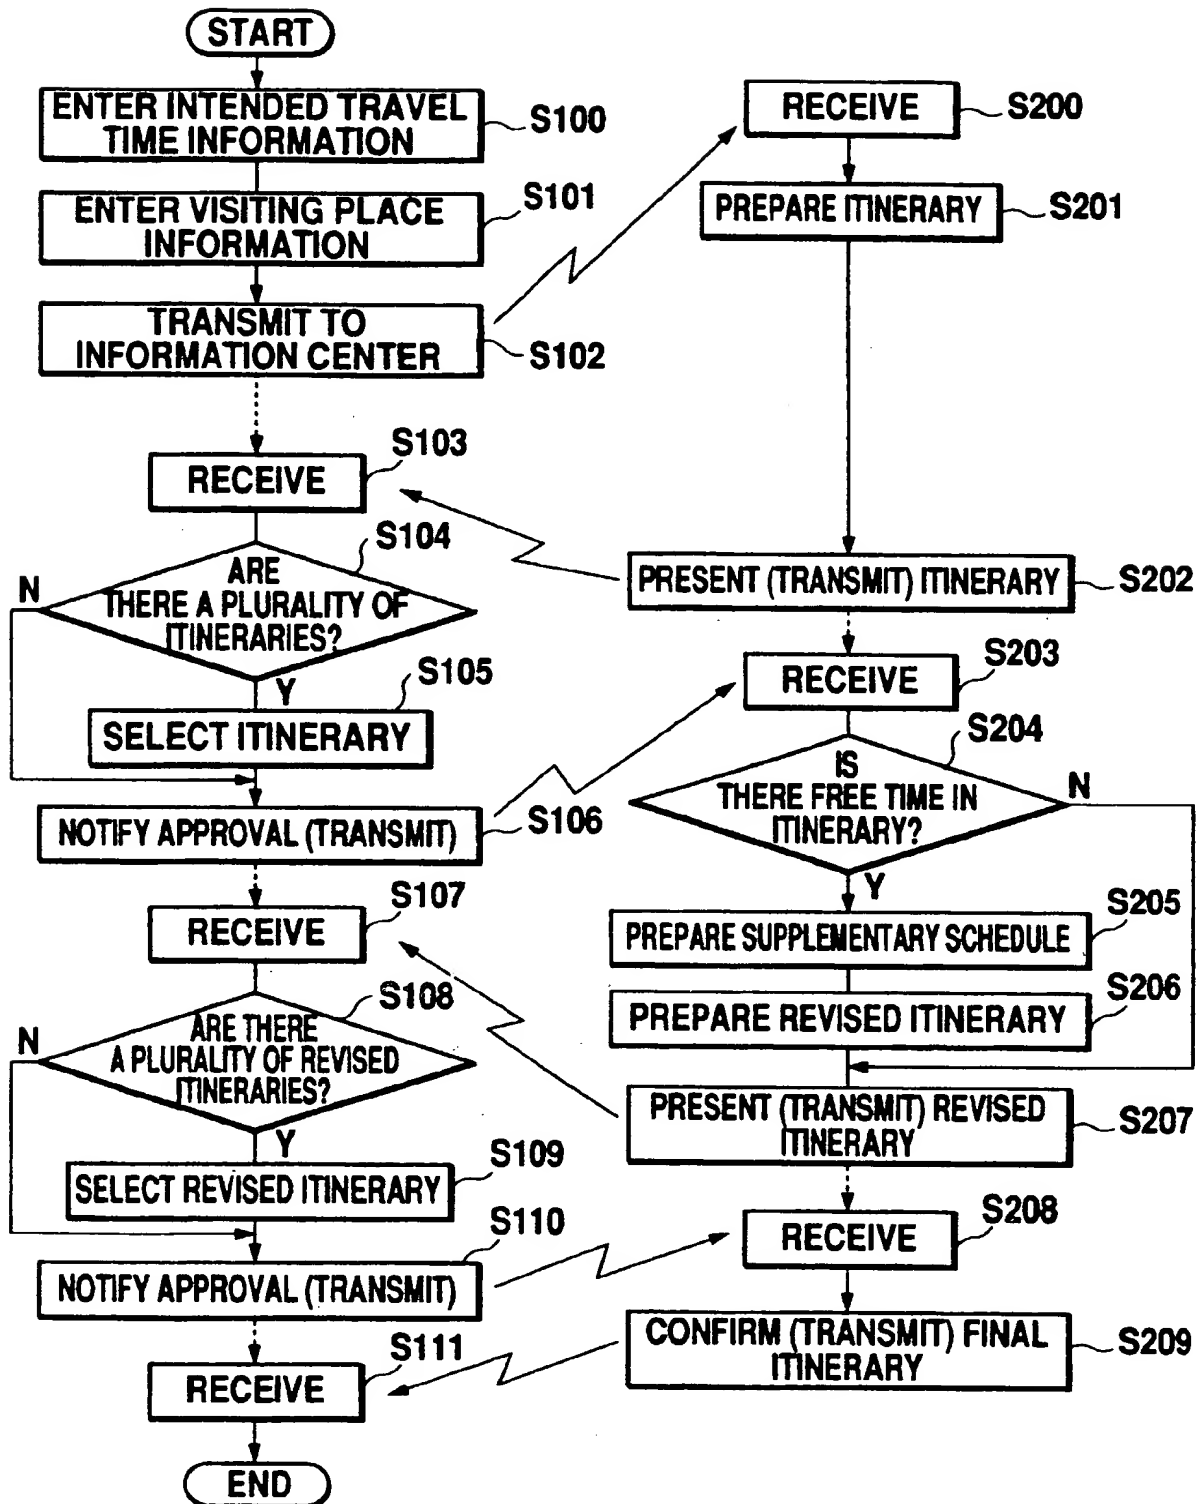 START
ENTER INTENDED TRAVEL
TIME INFORMATION
S100
ENTER VISITING PLACE
INFORMATION
S101
TRANSMIT TO
INFORMATION CENTER
S102
RECEIVE
S103
ARE
THERE A PLURALITY OF
ITINERARIES?
S104
N
Y
SELECT ITINERARY
S105
NOTIFY APPROVAL (TRANSMIT)
S106
RECEIVE
S107
ARE THERE
A PLURALITY OF REVISED
ITINERARIES?
S108
N
Y
SELECT REVISED ITINERARY
S109
NOTIFY APPROVAL (TRANSMIT)
S110
RECEIVE
S111
END
RECEIVE
S200
PREPARE ITINERARY
S201
PRESENT (TRANSMIT) ITINERARY
S202
RECEIVE
S203
IS
THERE FREE TIME IN
ITINERARY?
S204
N
Y
PREPARE SUPPLEMENTARY SCHEDULE
S205
PREPARE REVISED ITINERARY
S206
PRESENT (TRANSMIT) REVISED
ITINERARY
S207
RECEIVE
S208
CONFIRM (TRANSMIT) FINAL
ITINERARY
S209